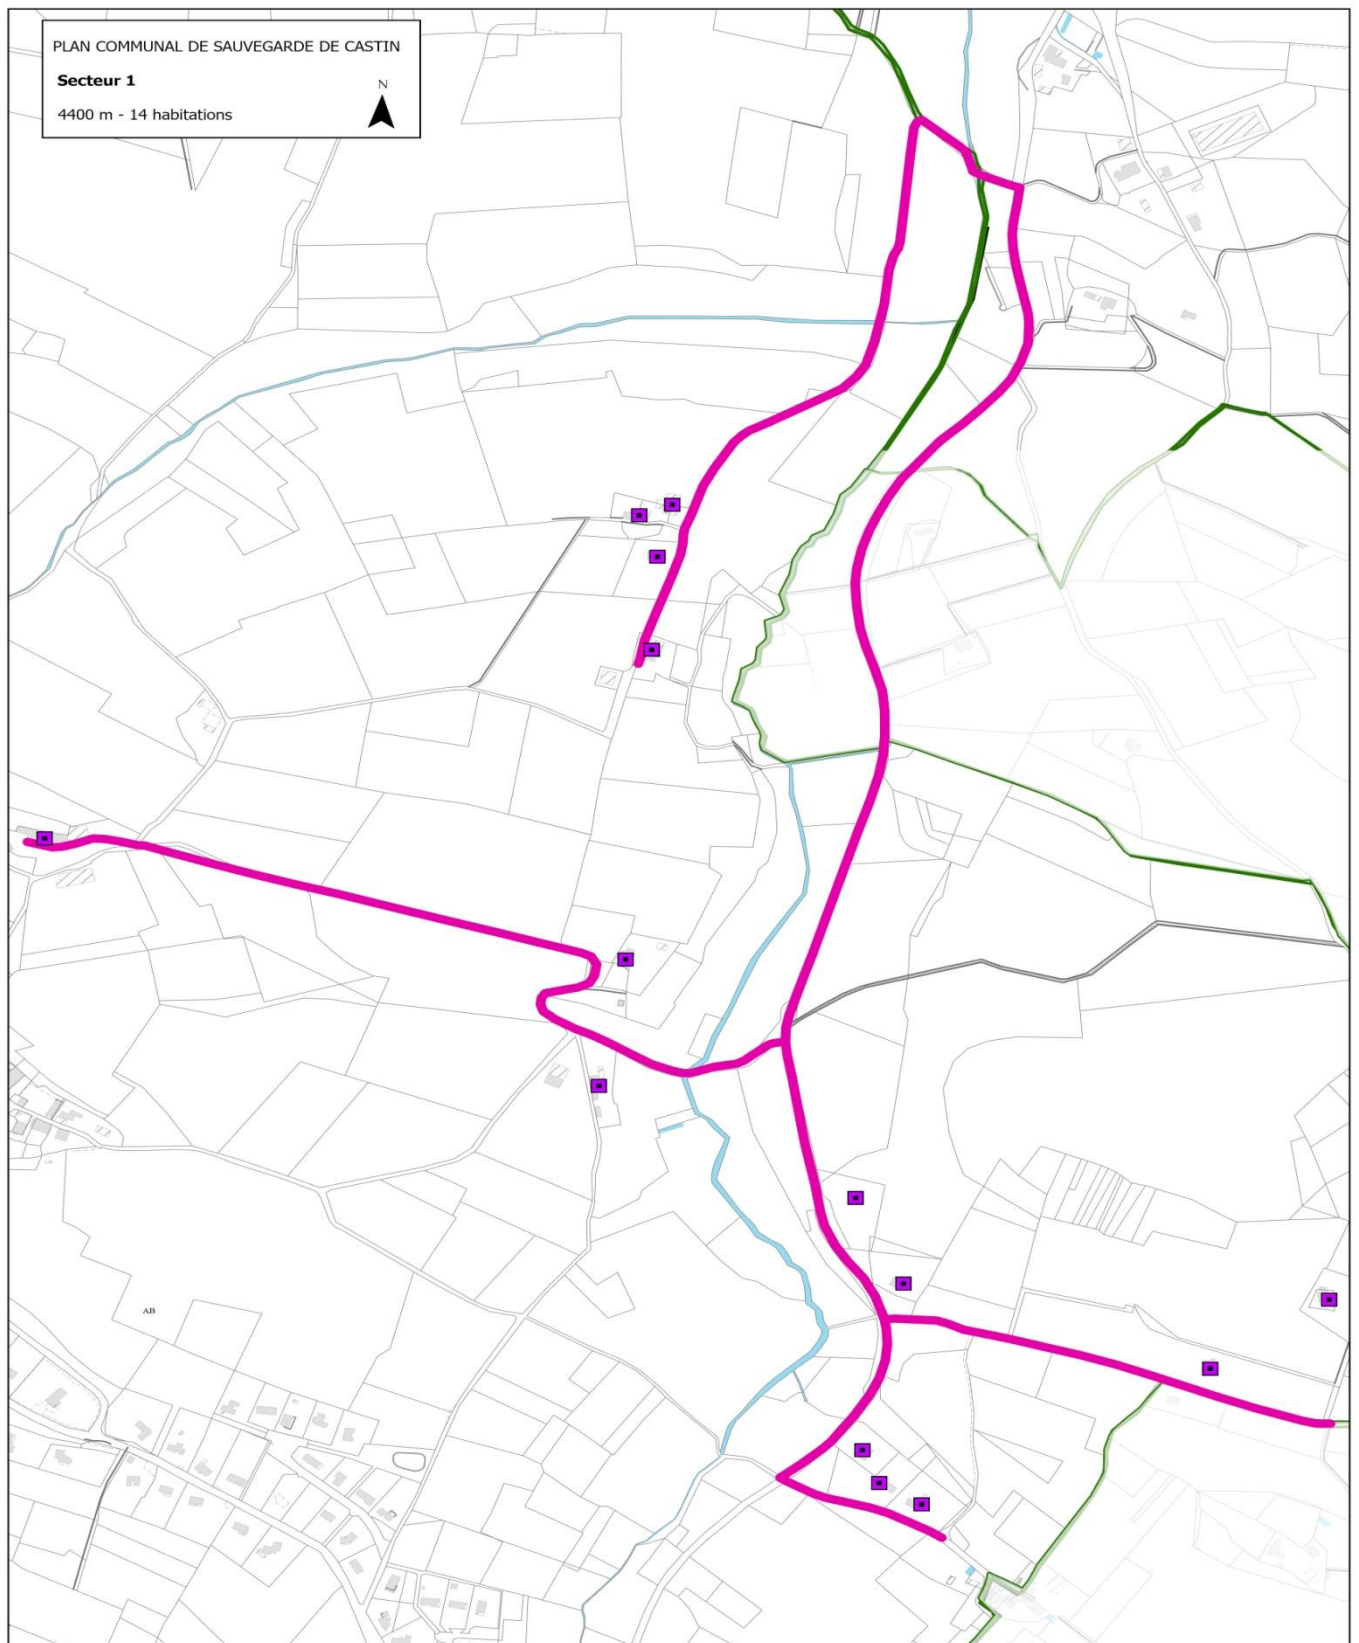 PLAN COMMUNAL DE SAUVEGARDE DE CASTIN
Secteur 1
N
4400 m - 14 habitations
AB